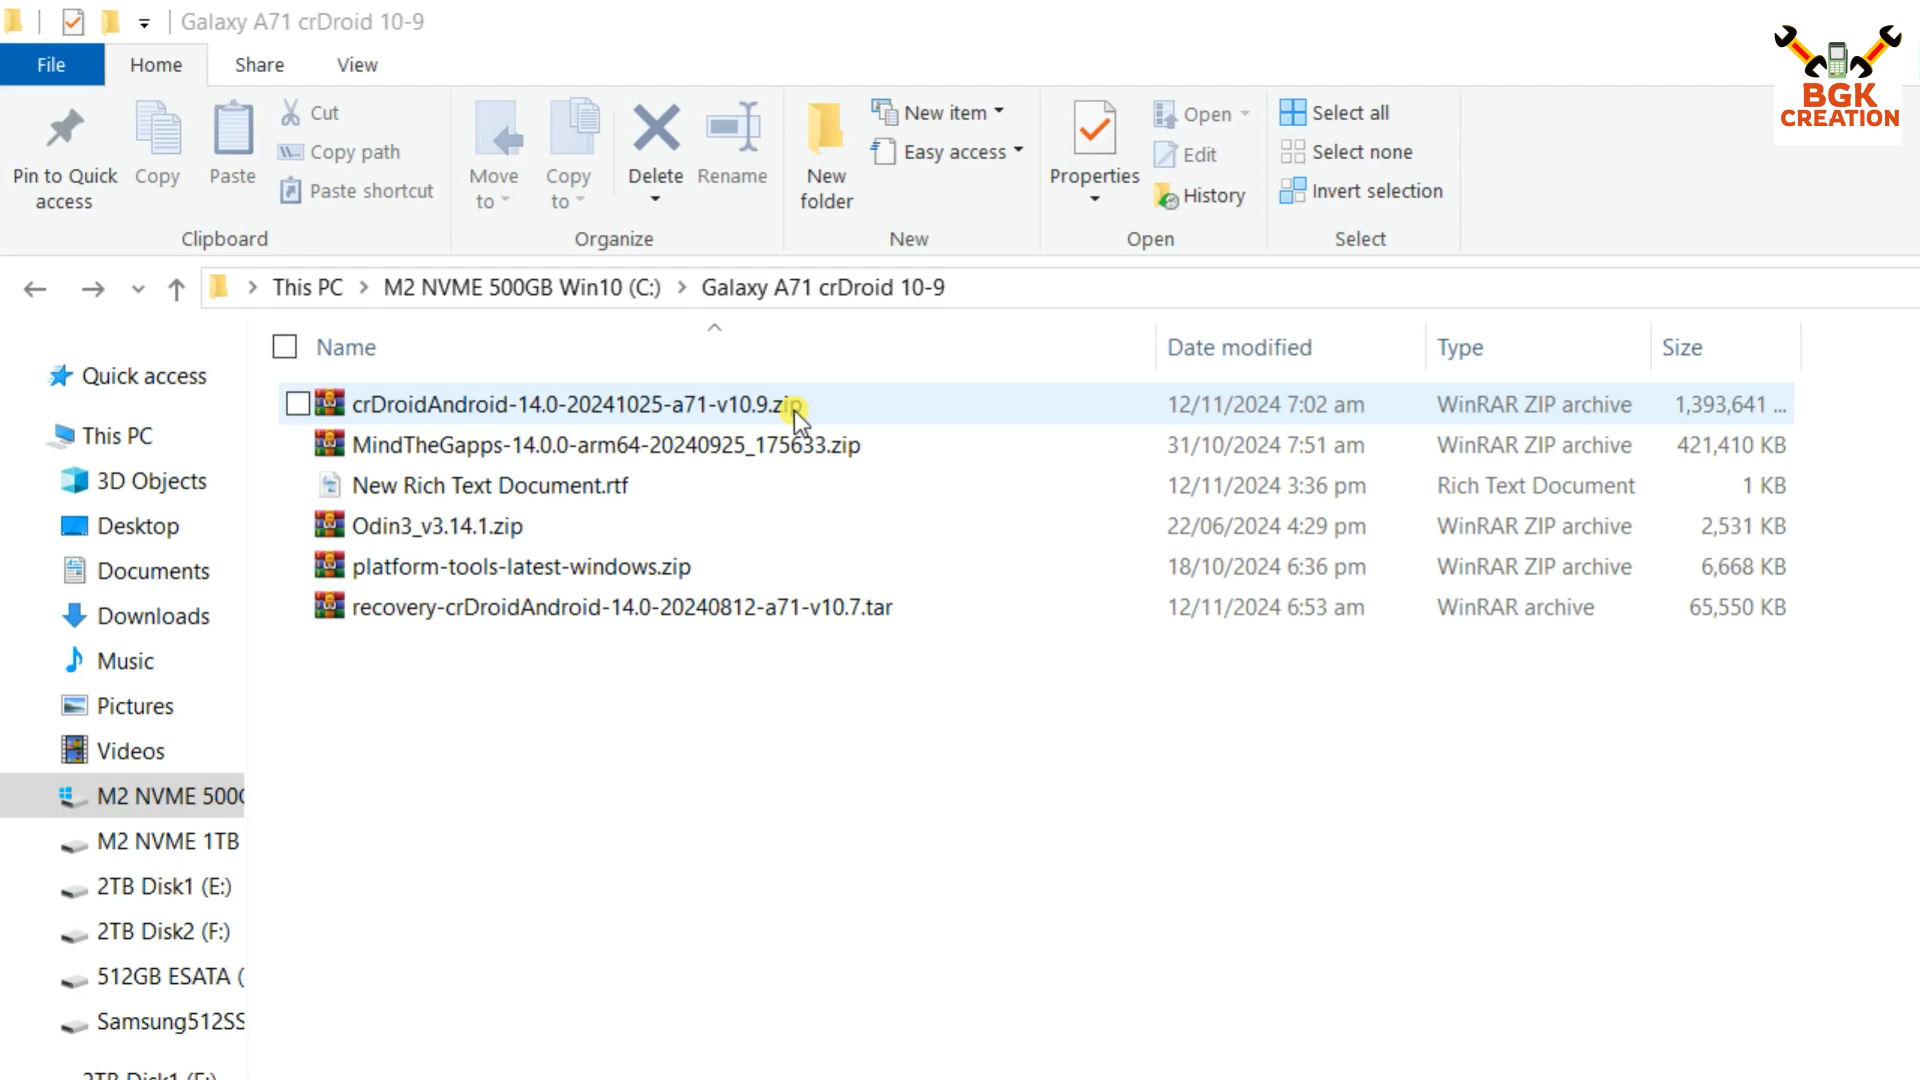 Galaxy A71 crDroid 10-9
File Home Share View
Pin to Quick access
Copy
Paste
Cut
Copy path
Paste shortcut
Clipboard
Move to
Copy to
Delete
Rename
Organize
New folder
New item
Easy access
New
Properties
Open
Edit
History
Open
Select all
Select none
Invert selection
Select
BGK
CREATION
This PC > M2 NVME 500GB Win10 (C:) > Galaxy A71 crDroid 10-9
Name Date modified Type Size
crDroidAndroid-14.0-20241025-a71-v10.9.zip 12/11/2024 7:02 am WinRAR ZIP archive 1,393,641 ...
MindTheGapps-14.0.0-arm64-20240925_175633.zip 31/10/2024 7:51 am WinRAR ZIP archive 421,410 KB
New Rich Text Document.rtf 12/11/2024 3:36 pm Rich Text Document 1 KB
Odin3_v3.14.1.zip 22/06/2024 4:29 pm WinRAR ZIP archive 2,531 KB
platform-tools-latest-windows.zip 18/10/2024 6:36 pm WinRAR ZIP archive 6,668 KB
recovery-crDroidAndroid-14.0-20240812-a71-v10.7.tar 12/11/2024 6:53 am WinRAR archive 65,550 KB
Quick access
This PC
3D Objects
Desktop
Documents
Downloads
Music
Pictures
Videos
M2 NVME 500G
M2 NVME 1TB
2TB Disk1 (E:)
2TB Disk2 (F:)
512GB ESATA (
Samsung512SS
2TB Disk1 (E:)